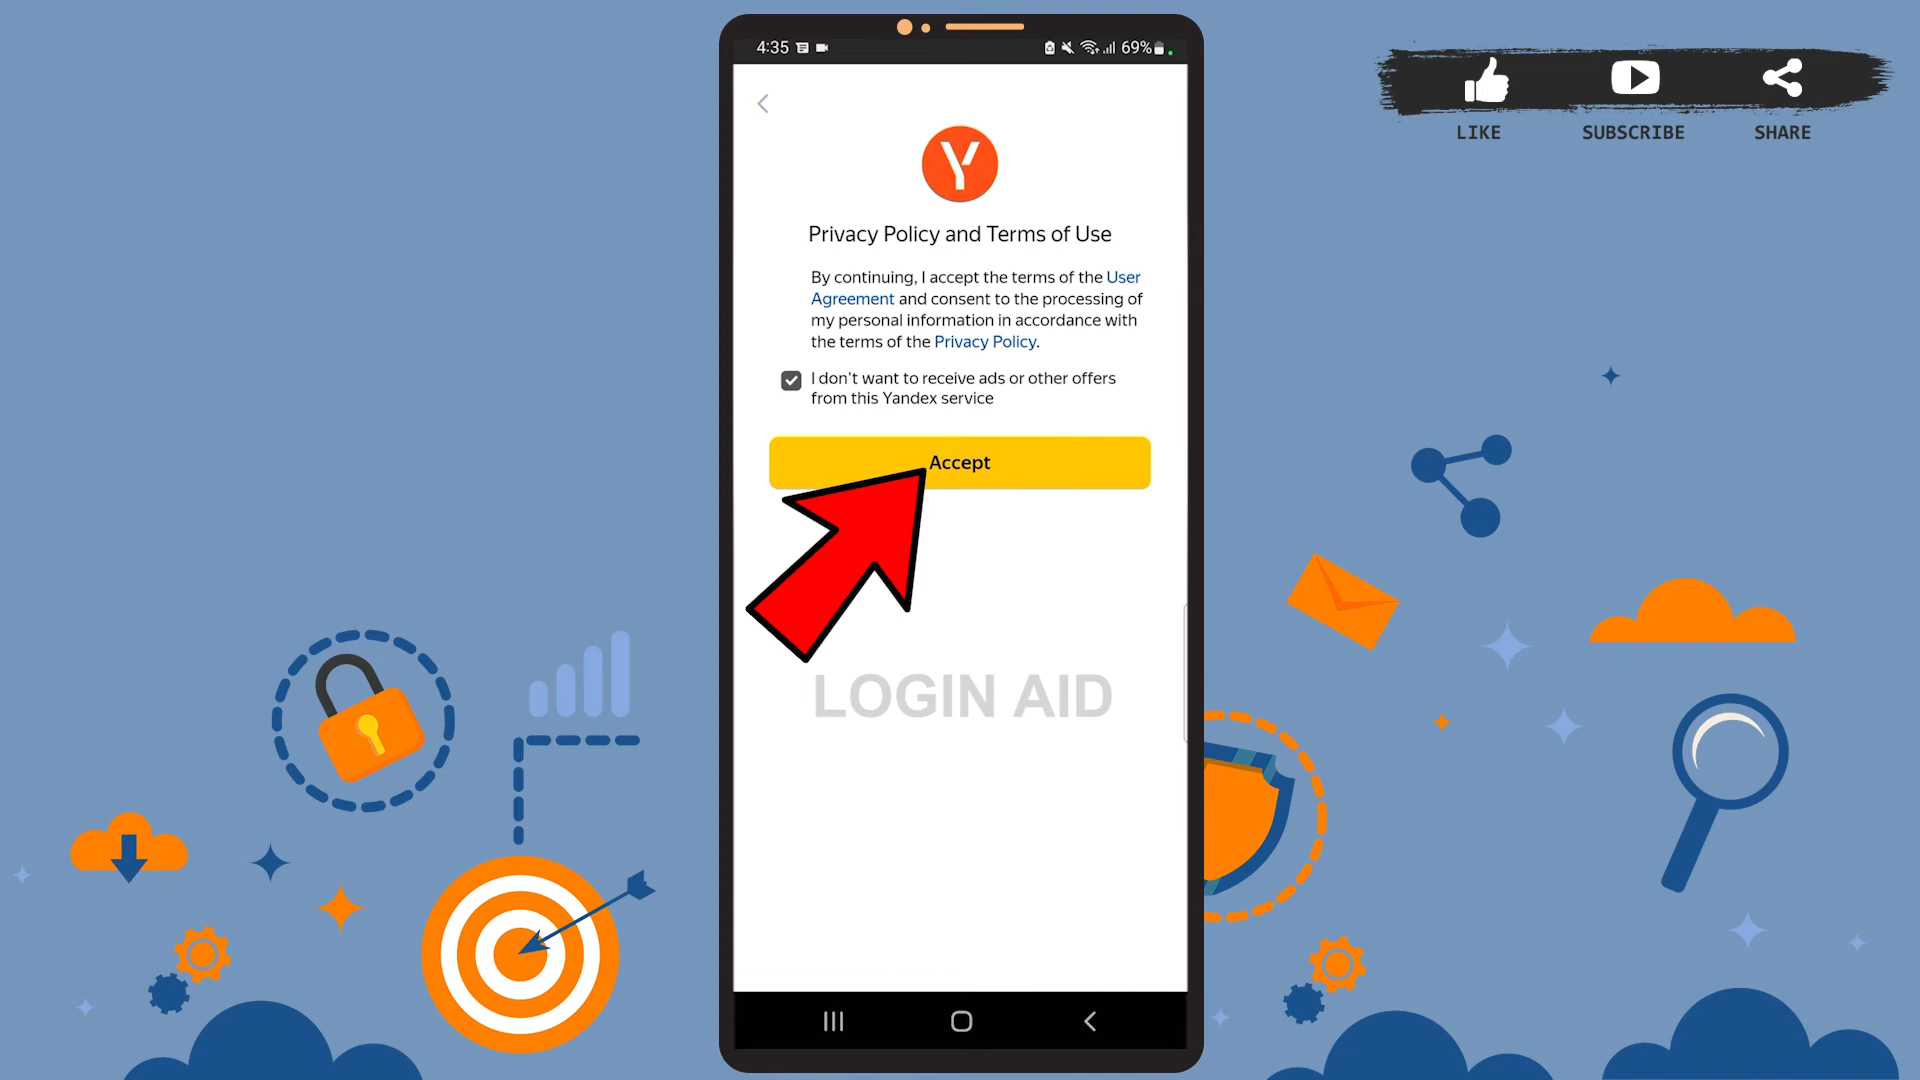 4:35
69%
LIKE SUBSCRIBE SHARE
Y
Privacy Policy and Terms of Use
By continuing, I accept the terms of the User
Agreement and consent to the processing of
my personal information in accordance with
the terms of the Privacy Policy.
I don't want to receive ads or other offers
from this Yandex service
Accept
LOGIN AID